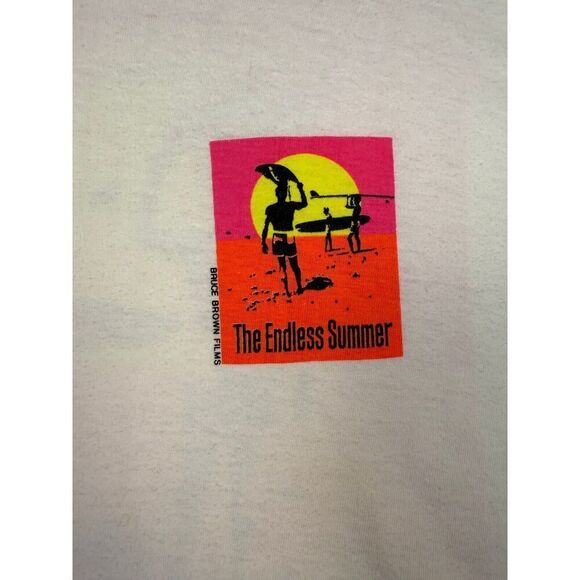 BRUCE BROWN FILMS
The Endless Summer